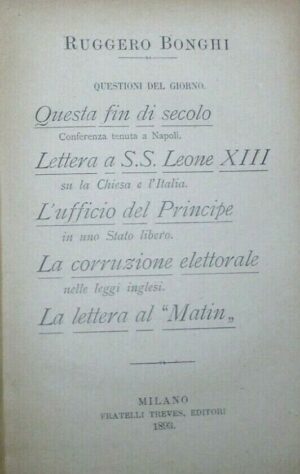 RUGGERO BONGHI
QUESTIONI DEL GIORNO.
Questa fin di secolo
Conferenza tenuta a Napoli.
Lettera a S.S. Leone XIII
su la Chiesa e l'Italia.
L'ufficio del Principe
in uno Stato libero.
La corruzione elettorale
nelle leggi inglesi.
La lettera al "Matin„
MILANO
FRATELLI TREVES, EDITORI
1893.